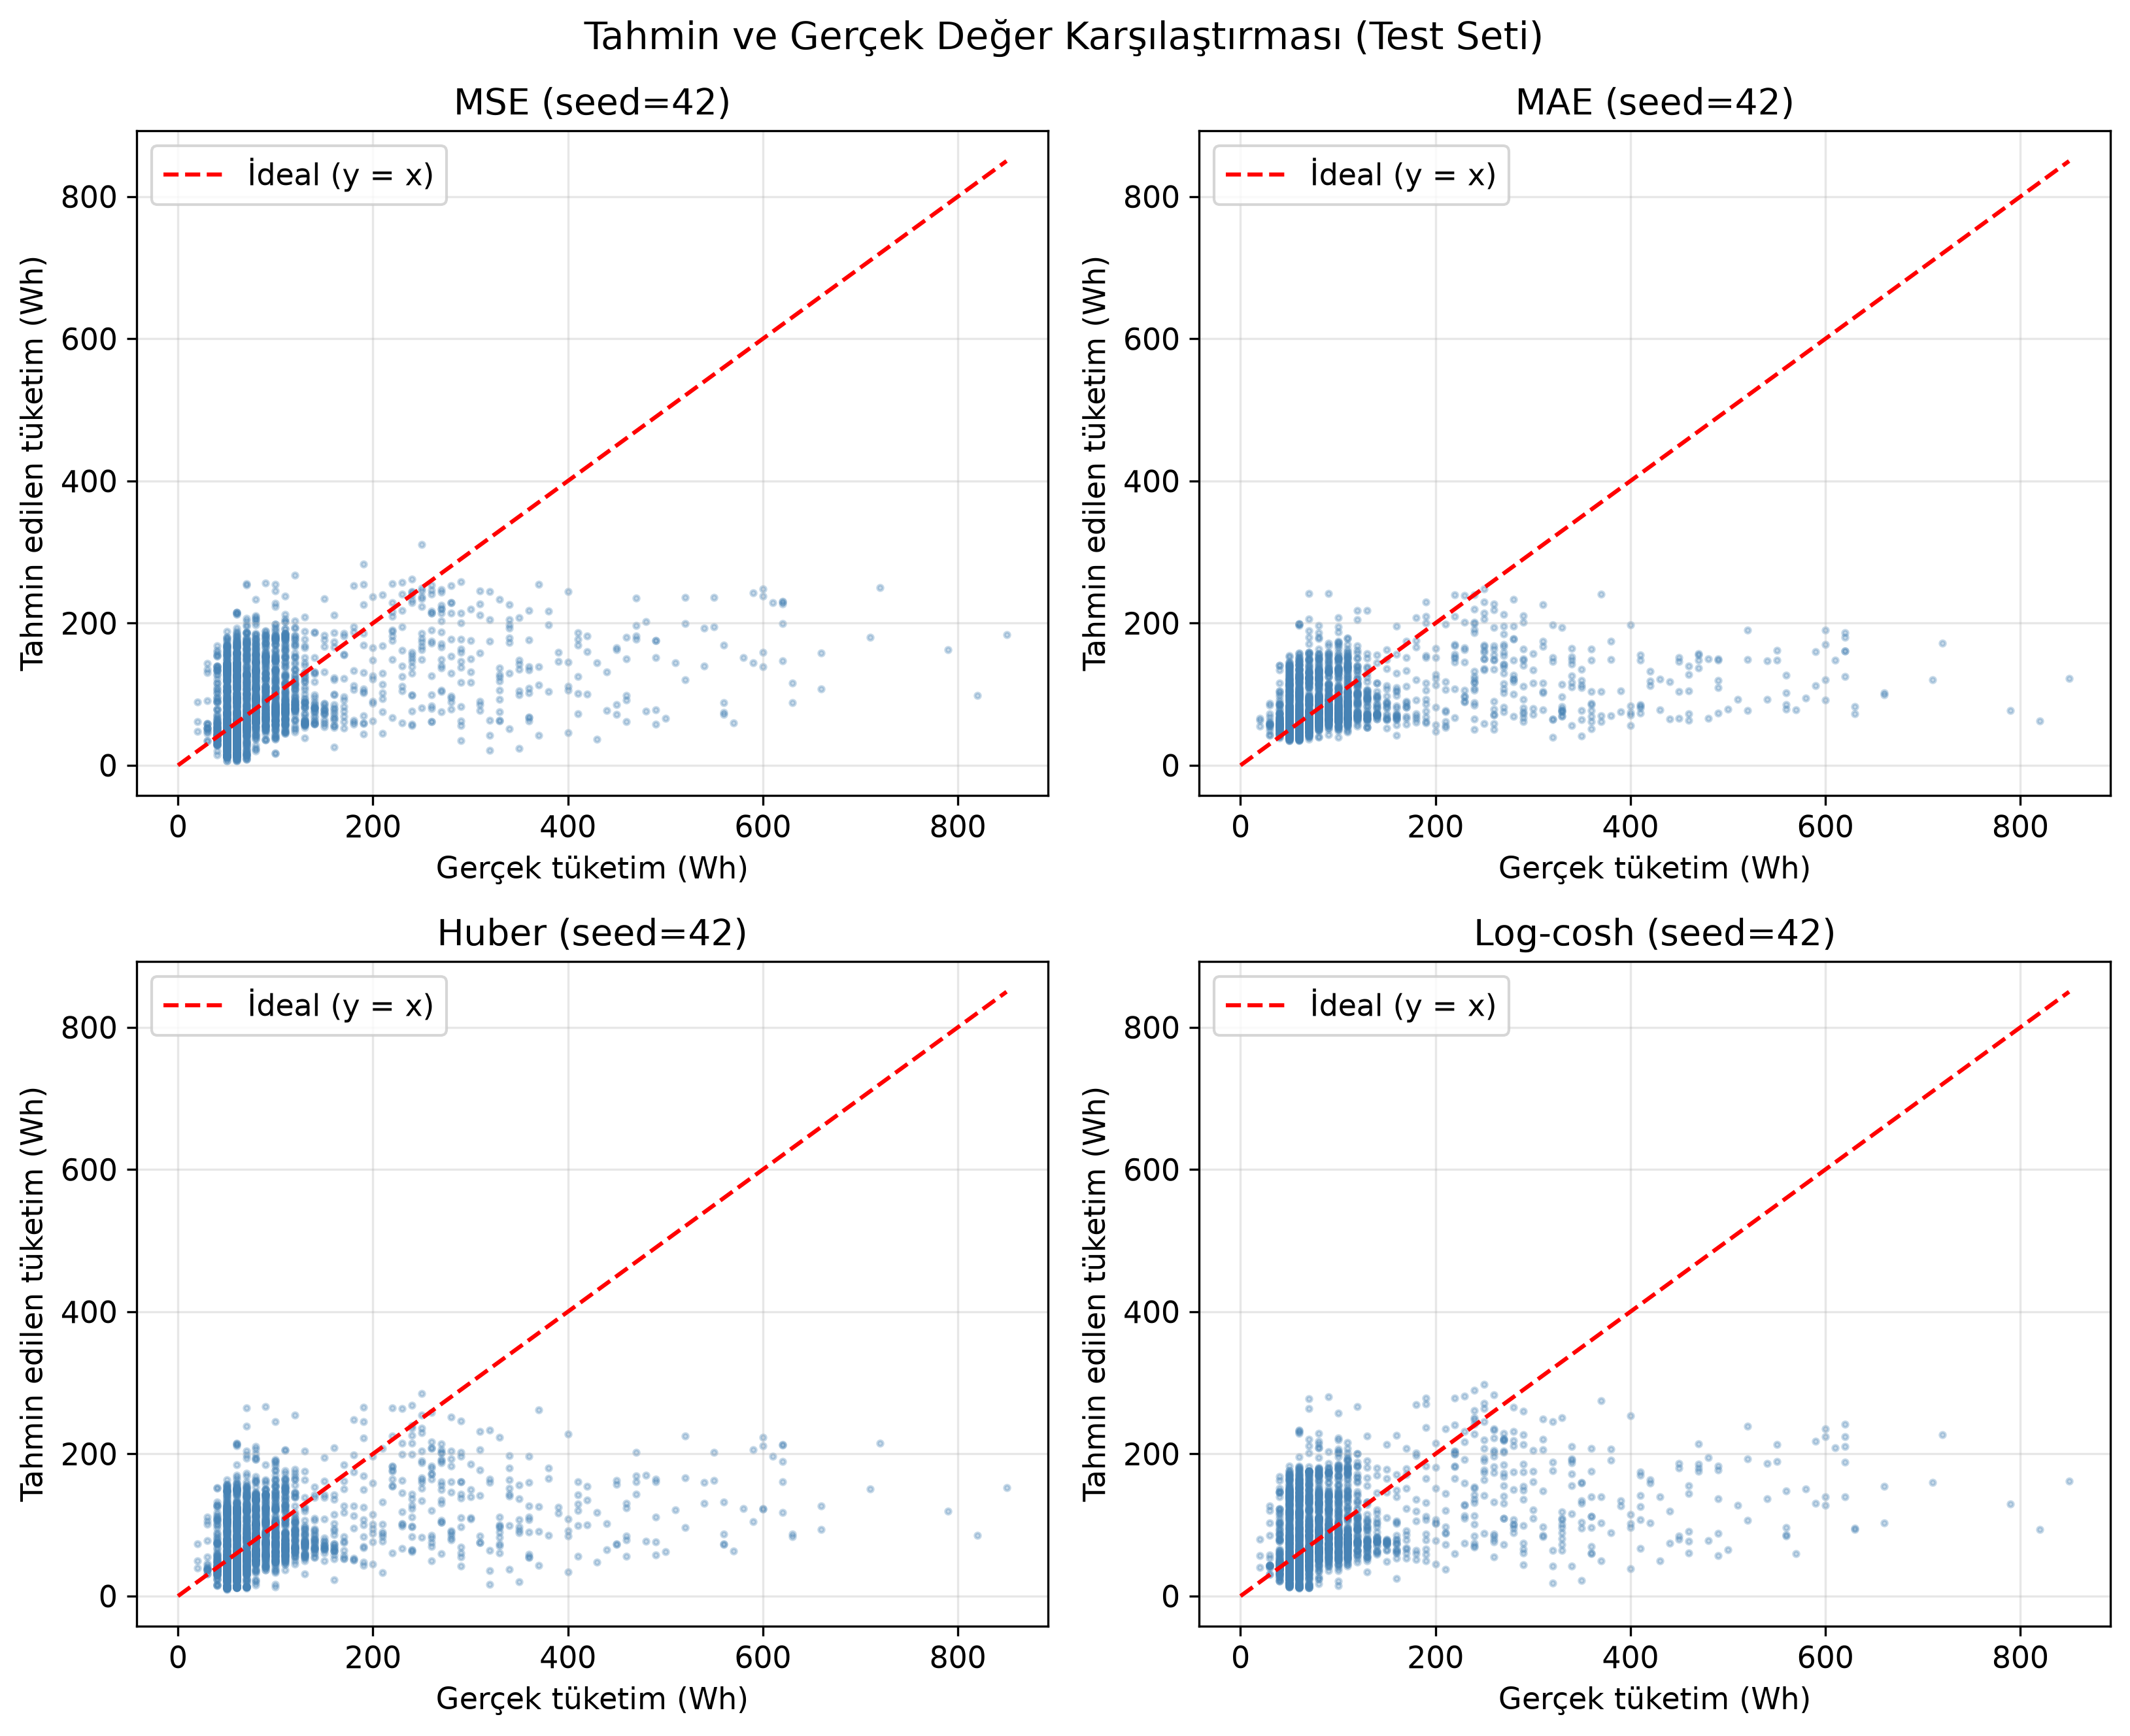 Tahmin ve Gerçek Değer Karşılaştırması (Test Seti)
MSE (seed=42)
İdeal (y = x)
Tahmin edilen tüketim (Wh)
800
600
400
200
0
0 200 400 600 800
Gerçek tüketim (Wh)
MAE (seed=42)
İdeal (y = x)
Tahmin edilen tüketim (Wh)
800
600
400
200
0
0 200 400 600 800
Gerçek tüketim (Wh)
Huber (seed=42)
İdeal (y = x)
Tahmin edilen tüketim (Wh)
800
600
400
200
0
0 200 400 600 800
Gerçek tüketim (Wh)
Log-cosh (seed=42)
İdeal (y = x)
Tahmin edilen tüketim (Wh)
800
600
400
200
0
0 200 400 600 800
Gerçek tüketim (Wh)